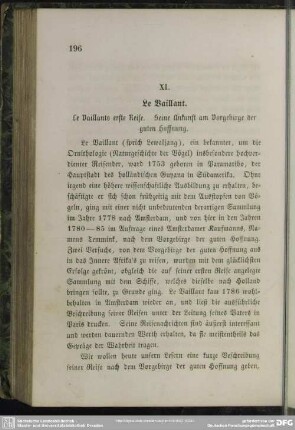 196
XI.
Le Vaillant.
Le Vaillants erste Reise. Seine Ankunft am Vorgebirge der
guten Hoffnung.
Le Vaillant (sprich Lewalljang), ein bekannter, um die
Ornithologie (Naturgeschichte der Vögel) insbesondere hochver-
dienter Reisender, ward 1753 geboren in Paramaribo, der
Hauptstadt des holländischen Guyana in Südamerika. Ohne
irgend eine höhere wissenschaftliche Ausbildung zu erhalten, be-
schäftigte er sich schon frühzeitig mit dem Ausstopfen von Vö-
geln, ging mit einer nicht unbedeutenden derartigen Sammlung
im Jahre 1778 nach Amsterdam, und von hier in den Jahren
1780—85 im Auftrage eines Amsterdamer Kaufmanns, Na-
mens Temmink, nach dem Vorgebirge der guten Hoffnung.
Zwei Versuche, von dem Vorgebirge der guten Hoffnung aus
in das Innere Afrika's zu reisen, wurden mit dem glücklichsten
Erfolge gekrönt, obgleich die auf seiner ersten Reise angelegte
Sammlung mit dem Schiffe, welches dieselbe nach Holland
bringen sollte, zu Grunde ging. Le Vaillant kam 1786 wohl-
behalten in Amsterdam wieder an, und ließ die ausführliche
Beschreibung seiner Reisen unter der Leitung seines Vaters in
Paris drucken. Seine Reisenachrichten sind äußerst interessant
und werden dauernden Werth erhalten, da sie meistentheils das
Gepräge der Wahrheit tragen.
Wir wollen heute unsern Lesern eine kurze Beschreibung
seiner Reise nach dem Vorgebirge der guten Hoffnung geben,